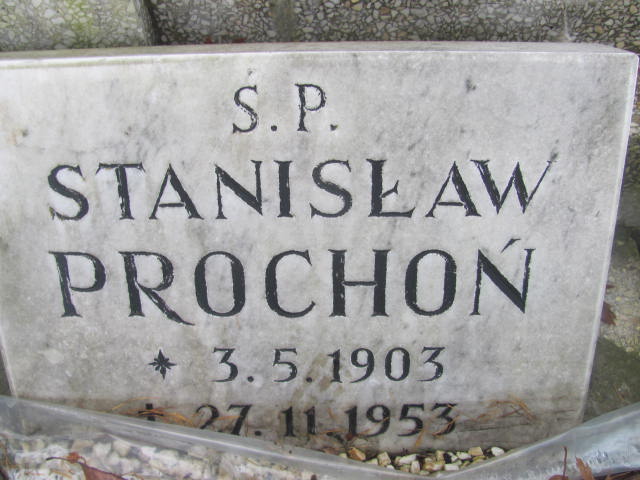 Ś.P.
STANISŁAW
PROCHOŃ
* 3.5.1903
† 27.11.1953